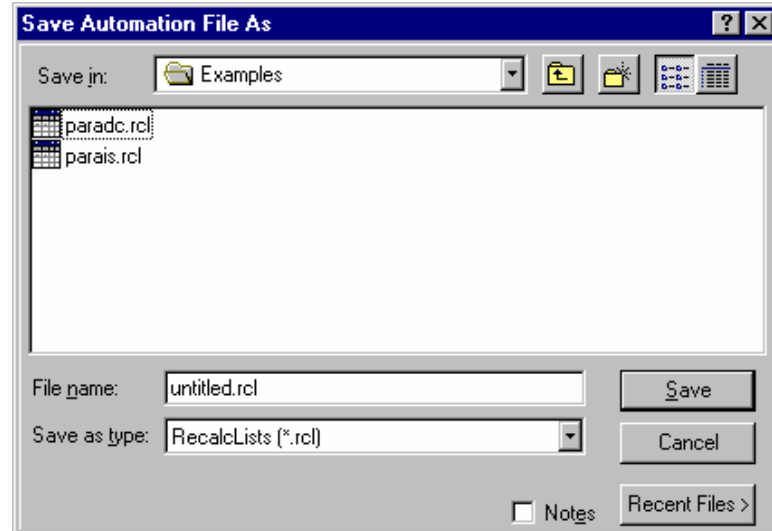 Save Automation File As
Save in: Examples
paradc.rcl
parais.rcl
File name: untitled.rcl
Save
Save as type: RecalcLists (*.rcl)
Cancel
Notes
Recent Files >